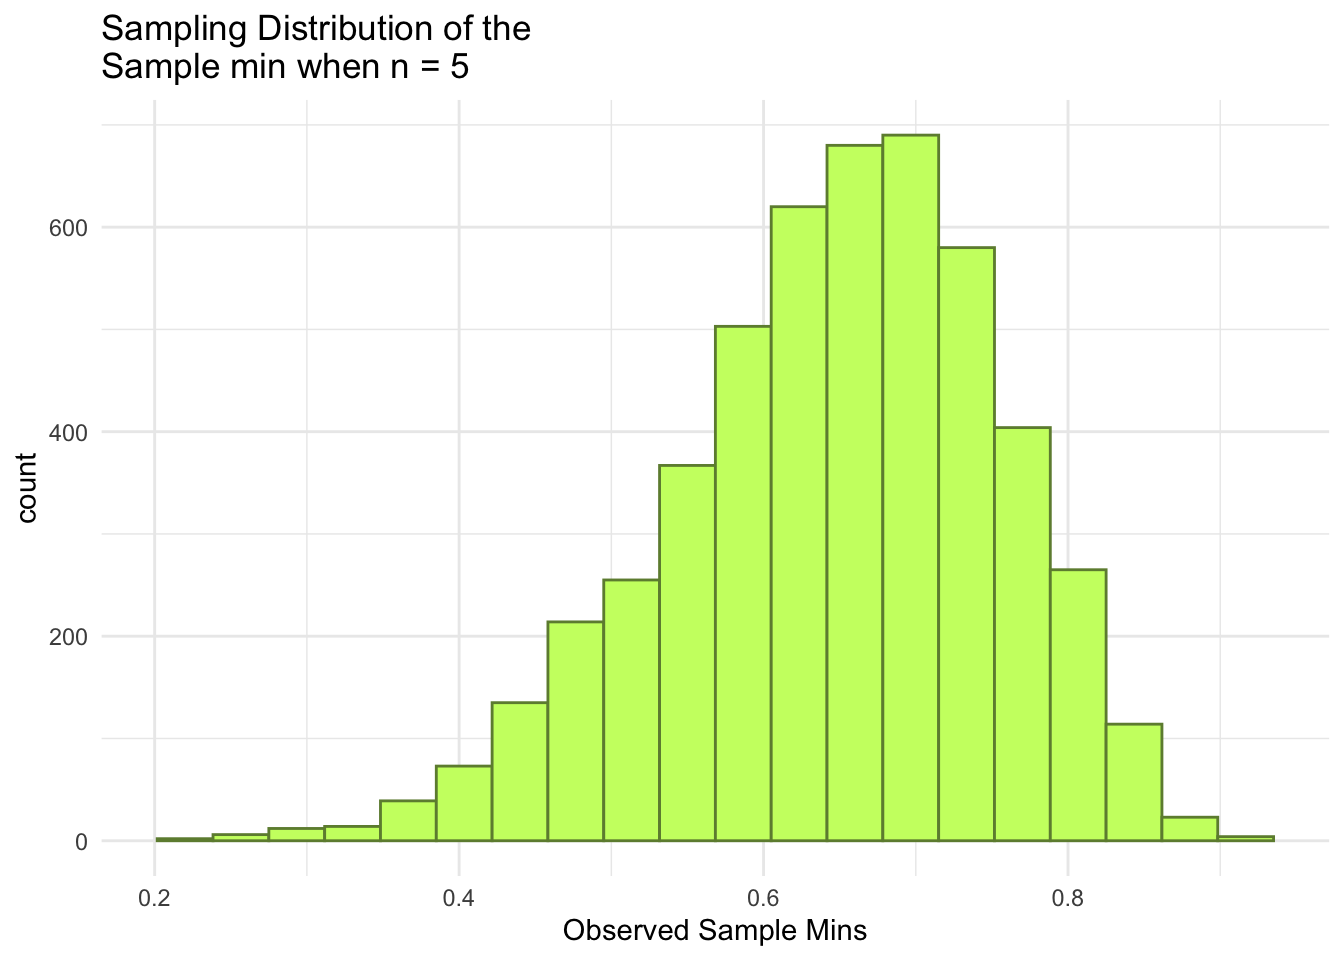 Sampling Distribution of the
Sample min when n = 5
600
400
200
0
count
0.2
0.4
0.6
0.8
Observed Sample Mins